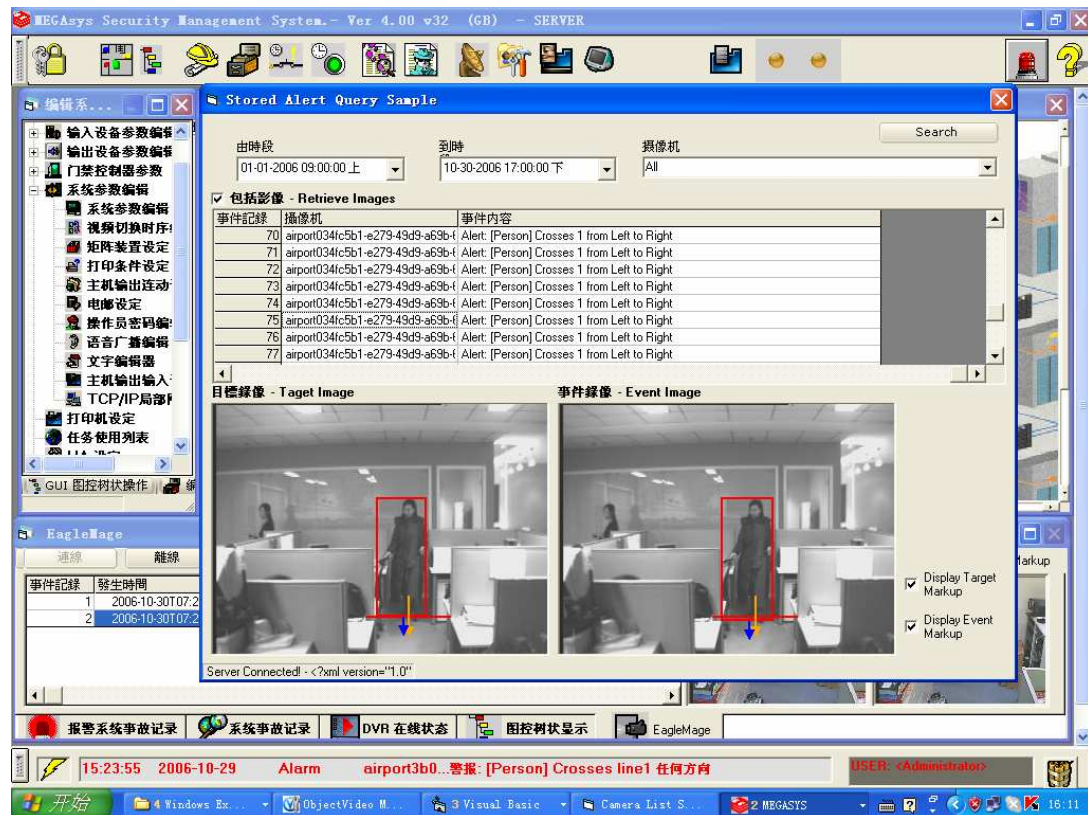 MEGAsys Security Management System.- Ver 4.00 v32 (GB) - SERVER
编辑系...
Stored Alert Query Sample
Search
由時段
到時
摄像机
01-01-2006 09:00:00 上
10-30-2006 17:00:00 下
All
包括影像 - Retrieve Images
事件記録 攝像机 事件内容
70 airport034fc5b1-e279-49d9-a69b-f Alert: [Person] Crosses 1 from Left to Right
71 airport034fc5b1-e279-49d9-a69b-f Alert: [Person] Crosses 1 from Left to Right
72 airport034fc5b1-e279-49d9-a69b-f Alert: [Person] Crosses 1 from Left to Right
73 airport034fc5b1-e279-49d9-a69b-f Alert: [Person] Crosses 1 from Left to Right
74 airport034fc5b1-e279-49d9-a69b-f Alert: [Person] Crosses 1 from Left to Right
75 airport034fc5b1-e279-49d9-a69b-f Alert: [Person] Crosses 1 from Left to Right
76 airport034fc5b1-e279-49d9-a69b-f Alert: [Person] Crosses 1 from Left to Right
77 airport034fc5b1-e279-49d9-a69b-f Alert: [Person] Crosses 1 from Left to Right
目標錄像 - Taget Image
事件錄像 - Event Image
Display Target Markup
Display Event Markup
Server Connected! - <?xml version="1.0"
输入设备参数编辑
输出设备参数编辑
门禁控制器参数
系统参数编辑
系统参数编辑
视频切换时序
矩阵装置设定
打印条件设定
主机输出连动
电邮设定
操作员密码编
语音广播编辑
文字编辑器
主机输出输入
TCP/IP局部
打印机设定
任务使用列表
GUI 图控树状操作
EagleMage
連線
離線
Markup
事件記録 發生時間
1 2006-10-30T07:2
2 2006-10-30T07:2
报警系统事故记录
系统事故记录
DVR 在线状态
图控树状显示
EagleMage
15:23:55 2006-10-29 Alarm airport3b0...警报: [Person] Crosses line1 任何方向
USER: <Administrator>
开始
4 Windows Ex...
ObjectVideo M...
3 Visual Basic
Camera List S...
2 MEGASYS
16:11